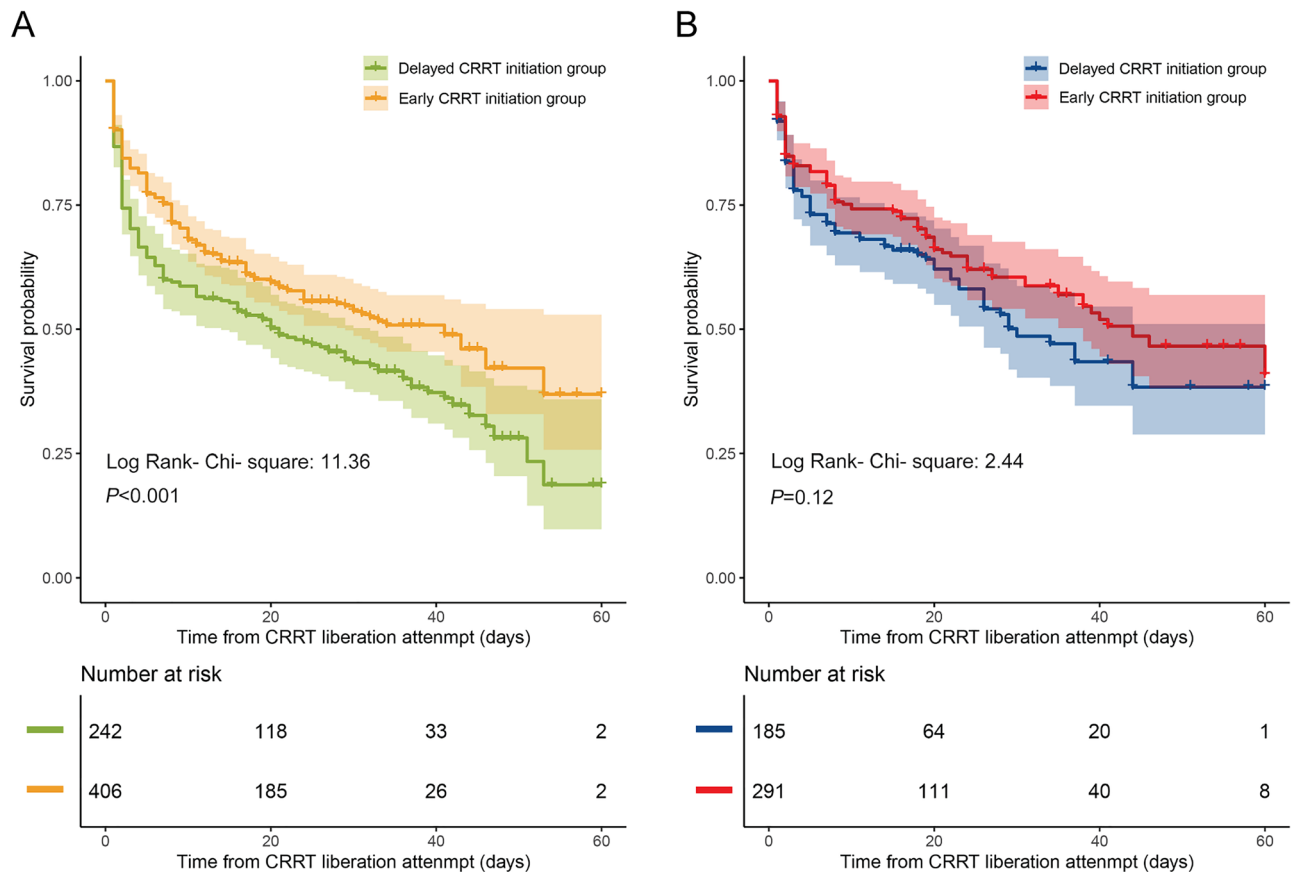 A
Delayed CRRT initiation group
Early CRRT initiation group
1.00
0.75
0.50
0.25
0.00
Survival probability
Log Rank- Chi- square: 11.36
P<0.001
0 20 40 60
Time from CRRT liberation attenmpt (days)
Number at risk
242 118 33 2
406 185 26 2
0 20 40 60
Time from CRRT liberation attenmpt (days)
B
Delayed CRRT initiation group
Early CRRT initiation group
1.00
0.75
0.50
0.25
0.00
Survival probability
Log Rank- Chi- square: 2.44
P=0.12
0 20 40 60
Time from CRRT liberation attenmpt (days)
Number at risk
185 64 20 1
291 111 40 8
0 20 40 60
Time from CRRT liberation attenmpt (days)